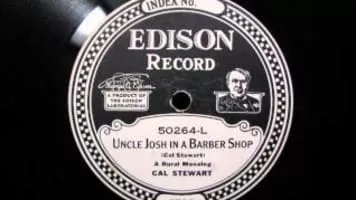 INDEX NO.
EDISON
RECORD
A PRODUCT OF
THE EDISON
LABORATORIES
50264-L
UNCLE JOSH IN A BARBER SHOP
(Cal Stewart)
A Rural Monolog
CAL STEWART